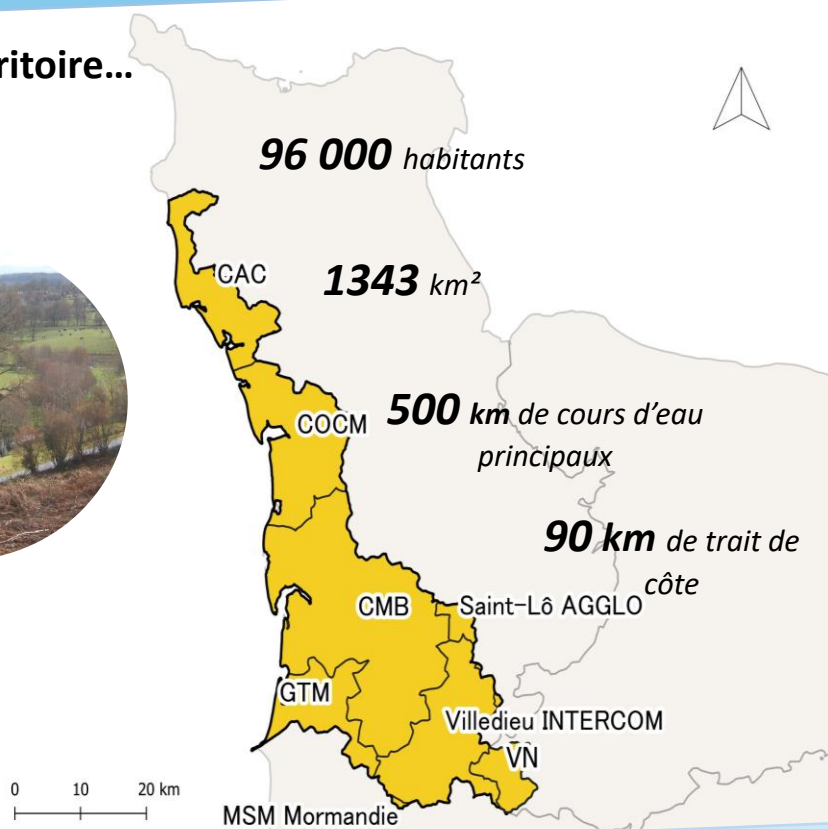 ritoire...
96 000 habitants
CAC
1343 km²
500 km de cours d'eau
principaux
COCM
90 km de trait de
côte
CMB
Saint-Lô AGGLO
GTM
Villedieu INTERCOM
VN
0 10 20 km
MSM Mormandie